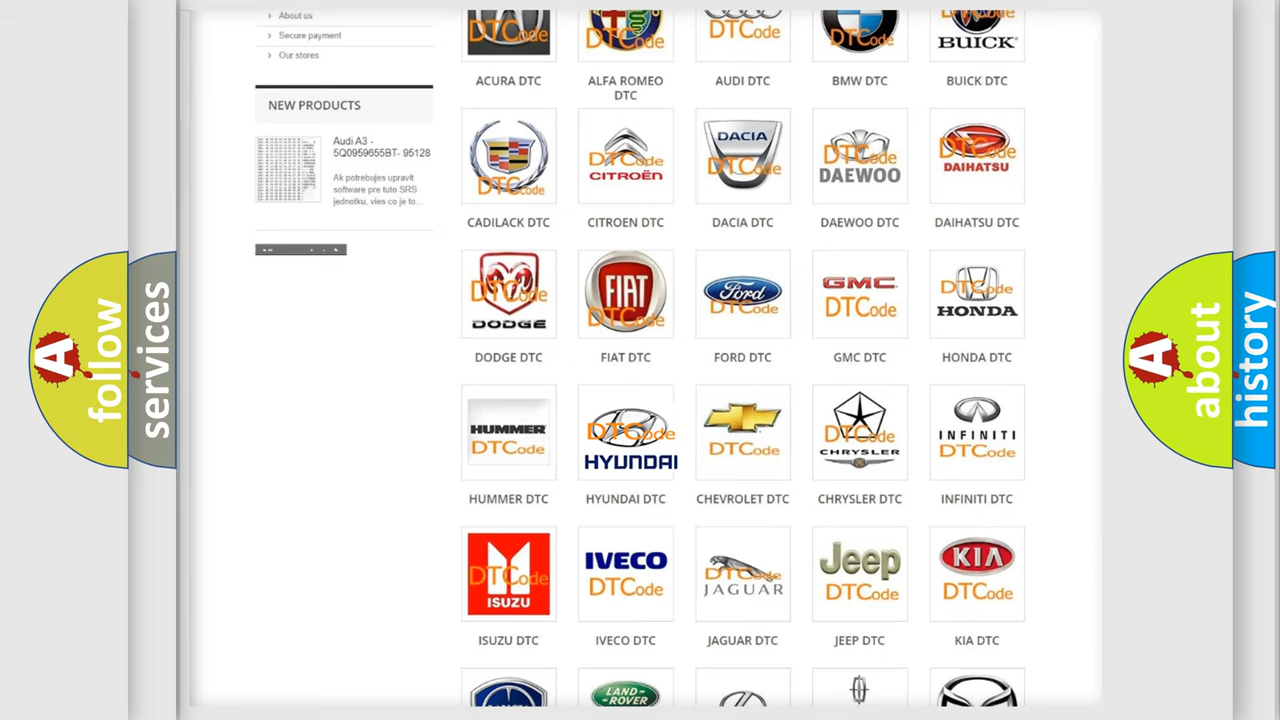 About us
Secure payment
Our stores
NEW PRODUCTS
Audi A3 -
5Q0959655BT- 95128
Ak potrebujes upravit
software pre tuto SRS
jednotku, vies co je to...
DTCode
DTCode
DTCode
DTCode
BUICK
ACURA DTC
ALFA ROMEO
DTC
AUDI DTC
BMW DTC
BUICK DTC
DTCode
DTCode
CITROËN
DACIA
DTCode
DTCode
DAEWOO
DTCode
DAIHATSU
CADILACK DTC
CITROEN DTC
DACIA DTC
DAEWOO DTC
DAIHATSU DTC
DTCode
DODGE
FIAT
DTCode
Ford
DTCode
GMC
DTCode
DTCode
HONDA
DODGE DTC
FIAT DTC
FORD DTC
GMC DTC
HONDA DTC
HUMMER
DTCode
DTCode
HYUNDAI
DTCode
DTCode
CHRYSLER
INFINITI
DTCode
HUMMER DTC
HYUNDAI DTC
CHEVROLET DTC
CHRYSLER DTC
INFINITI DTC
DTCode
ISUZU
IVECO
DTCode
DTCode
JAGUAR
Jeep
DTCode
KIA
DTCode
ISUZU DTC
IVECO DTC
JAGUAR DTC
JEEP DTC
KIA DTC
LAND-
ROVER
A
follow
services
A
about
history